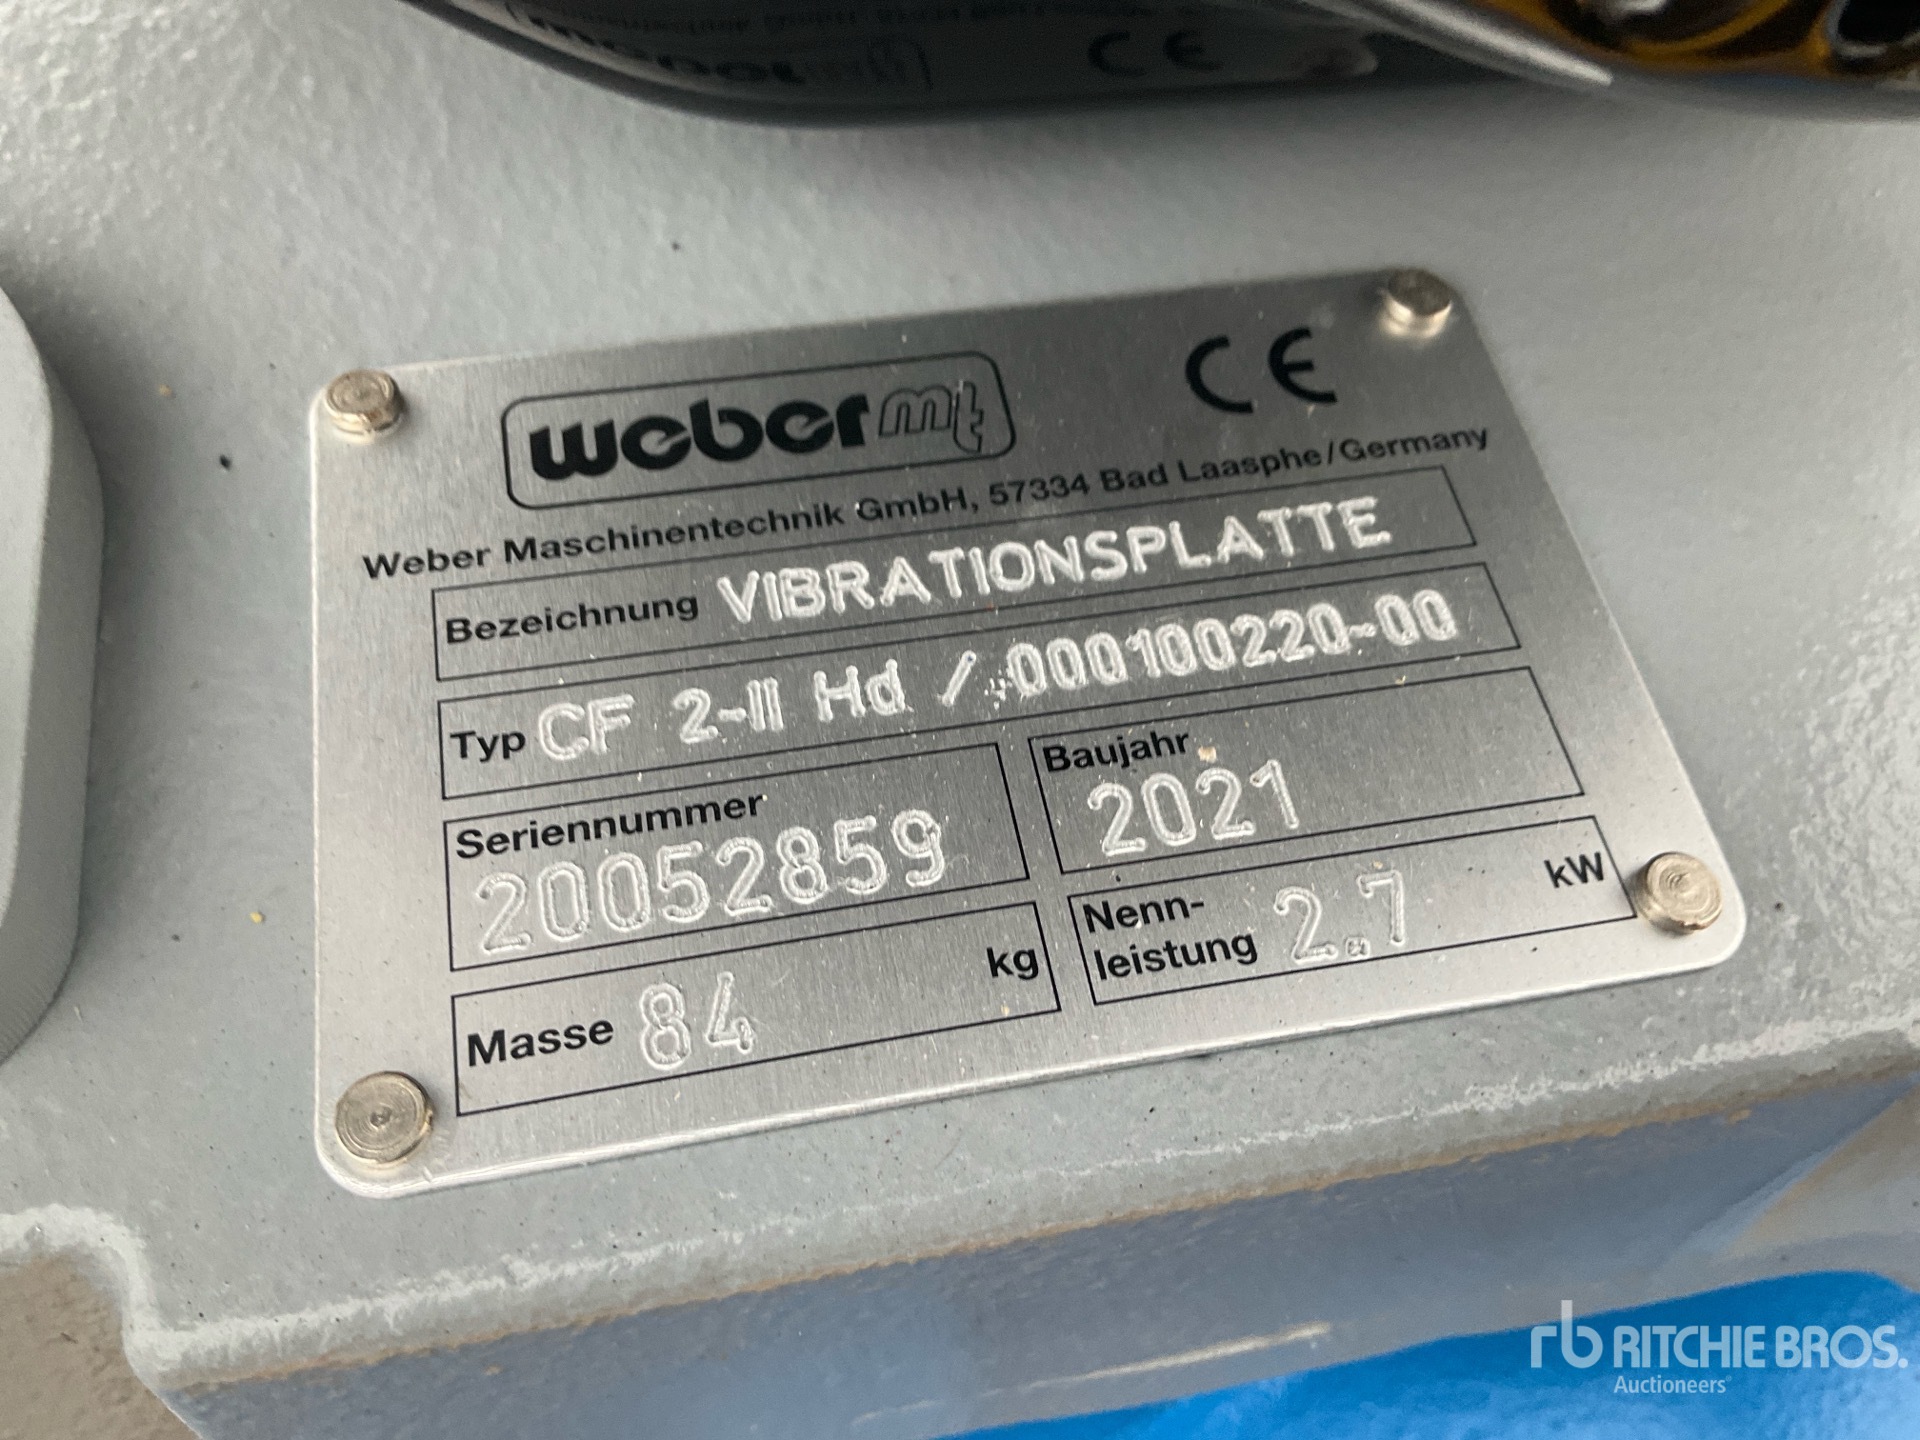 CE
weber mt
CE
Weber Maschinentechnik GmbH, 57334 Bad Laasphe/Germany
Bezeichnung VIBRATIONSPLATTE
Typ CF 2-II Hd / 000100220-00
Seriennummer
20052859
Baujahr
2021
Masse 84 kg
Nenn-
leistung 2.7 kW
rb RITCHIE BROS.
Auctioneers